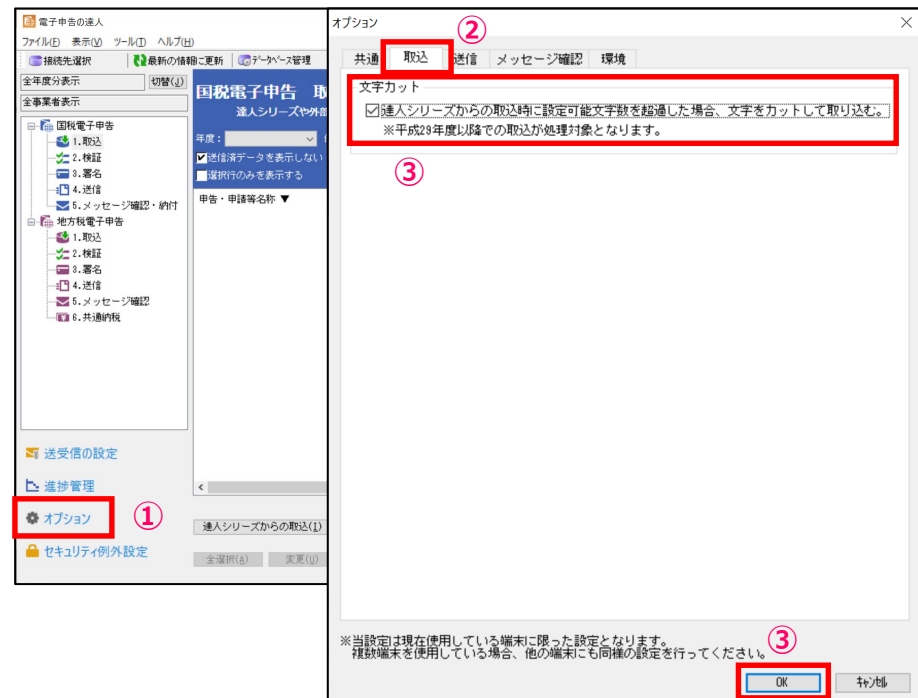 電子申告の達人
ファイル(F) 表示(V) ツール(T) ヘルプ(H)
接続先選択 最新の情報に更新 データベース管理
全年度分表示 切替(J)
全事業者表示
国税電子申告
1.取込
2.検証
3.署名
4.送信
5.メッセージ確認・納付
地方税電子申告
1.取込
2.検証
3.署名
4.送信
5.メッセージ確認
6.共通納税
送受信の設定
進捗管理
オプション
①
セキュリティ例外設定
国税電子申告 取
達人シリーズや外部
年度:
送信済データを表示しない
選択行のみを表示する
申告・申請等名称 ▼
達人シリーズからの取込(I)
全選択(A) 変更(U)
オプション
②
共通 取込 送信 メッセージ確認 環境
文字カット
達人シリーズからの取込時に設定可能文字数を超過した場合、文字をカットして取り込む。
※平成29年度以降での取込が処理対象となります。
③
※当設定は現在使用している端末に限った設定となります。
複数端末を使用している場合、他の端末にも同様の設定を行ってください。
③
OK キャンセル